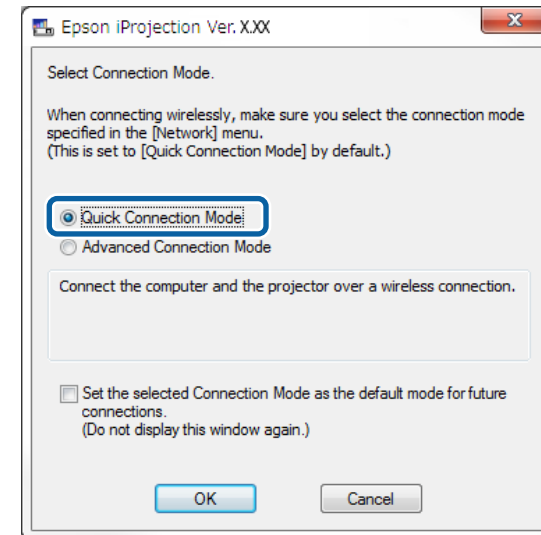 Epson iProjection Ver. X.XX
Select Connection Mode.
When connecting wirelessly, make sure you select the connection mode
specified in the [Network] menu.
(This is set to [Quick Connection Mode] by default.)
Quick Connection Mode
Advanced Connection Mode
Connect the computer and the projector over a wireless connection.
Set the selected Connection Mode as the default mode for future
connections.
(Do not display this window again.)
OK Cancel